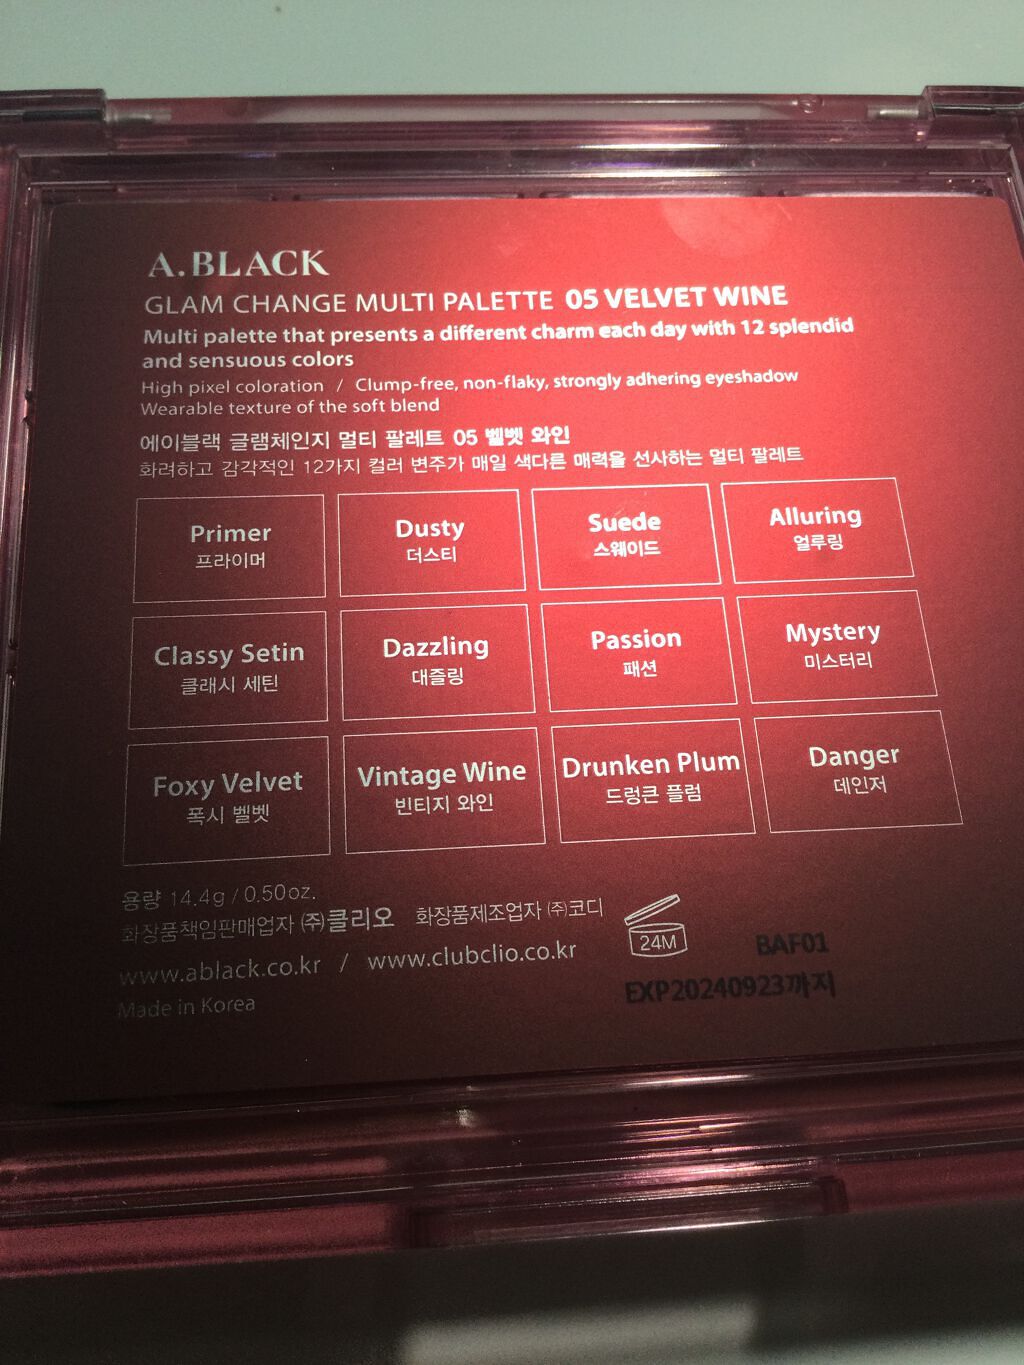 A.BLACK
GLAM CHANGE MULTI PALETTE 05 VELVET WINE
Multi palette that presents a different charm each day with 12 splendid
and sensuous colors
High pixel coloration / Clump-free, non-flaky, strongly adhering eyeshadow
Wearable texture of the soft blend
에이블랙 글램체인지 멀티 팔레트 05 벨벳 와인
화려하고 감각적인 12가지 컬러 변주가 매일 색다른 매력을 선사하는 멀티 팔레트
Primer
프라이머
Dusty
더스티
Suede
스웨이드
Alluring
얼루링
Classy Setin
클래시 세틴
Dazzling
대즐링
Passion
패션
Mystery
미스터리
Foxy Velvet
폭시 벨벳
Vintage Wine
빈티지 와인
Drunken Plum
드렁큰 플럼
Danger
데인저
용량 14.4g / 0.50oz.
화장품책임판매업자 ㈜클리오 화장품제조업자 ㈜코디
www.ablack.co.kr / www.clubclio.co.kr
Made in Korea
24M
BAF01
EXP20240923까지